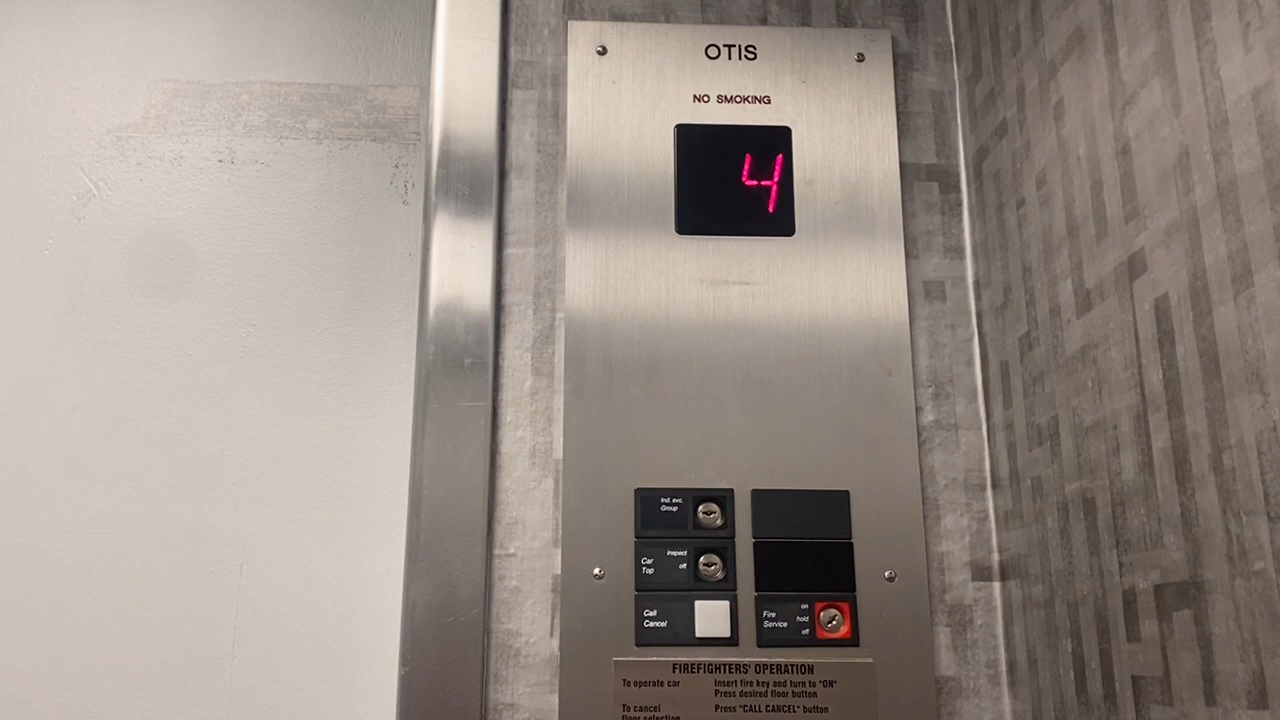 OTIS
NO SMOKING
4
Ind. svc.
Group
Car
Top
Inspect
off
Call
Cancel
Fire
Service
on
hold
off
FIREFIGHTERS' OPERATION
To operate car
Insert fire key and turn to "ON"
Press desired floor button
To cancel
floor selection
Press "CALL CANCEL" button